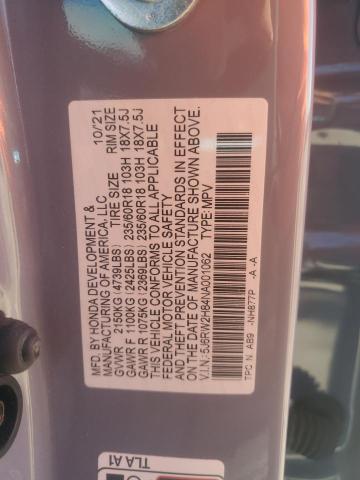 MFD. BY HONDA DEVELOPMENT & 10/21
MANUFACTURING OF AMERICA, LLC
TIRE SIZE RIM SIZE
GVWR 2150KG (4739LBS)
GAWR F 1100KG (2425LBS) 235/60R18 103H 18X7.5J
GAWR R 1075KG (2369LBS) 235/60R18 103H 18X7.5J
THIS VEHICLE CONFORMS TO ALL APPLICABLE
FEDERAL MOTOR VEHICLE SAFETY AND
THEFT PREVENTION STANDARDS IN EFFECT
ON THE DATE OF MANUFACTURE SHOWN ABOVE.
V.I.N.: 5J6RW2H84NA001062 TYPE: MPV
TPG N AB9 -NH877P -A -A
TLA A1